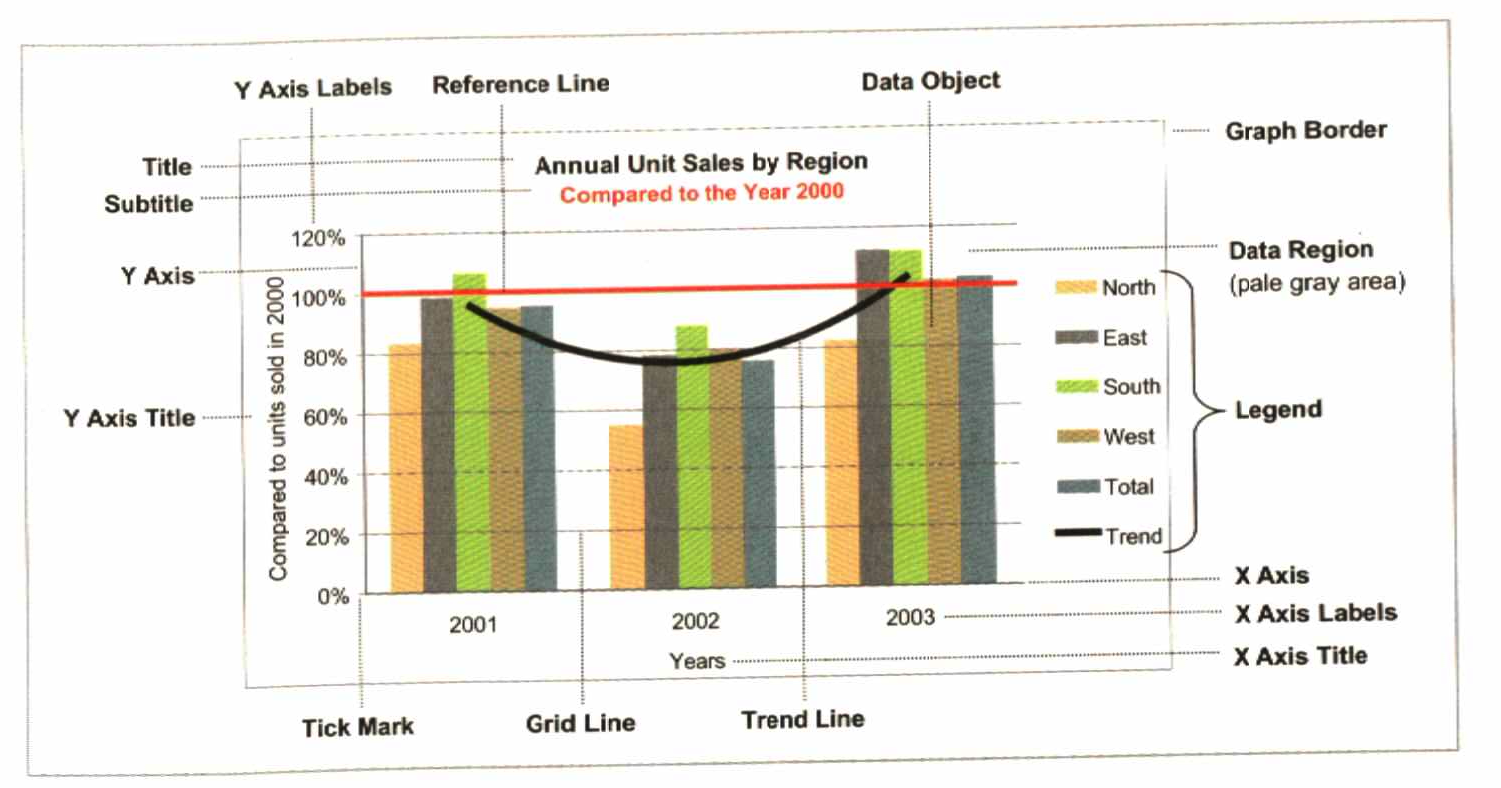 Y Axis Labels
Reference Line
Data Object
Graph Border
Title
Annual Unit Sales by Region
Subtitle
Compared to the Year 2000
120%
Y Axis
Data Region
(pale gray area)
100%
North
80%
East
Compared to units sold in 2000
South
60%
Y Axis Title
Legend
West
40%
Total
20%
Trend
0%
X Axis
2001
2002
2003
X Axis Labels
Years
X Axis Title
Tick Mark
Grid Line
Trend Line